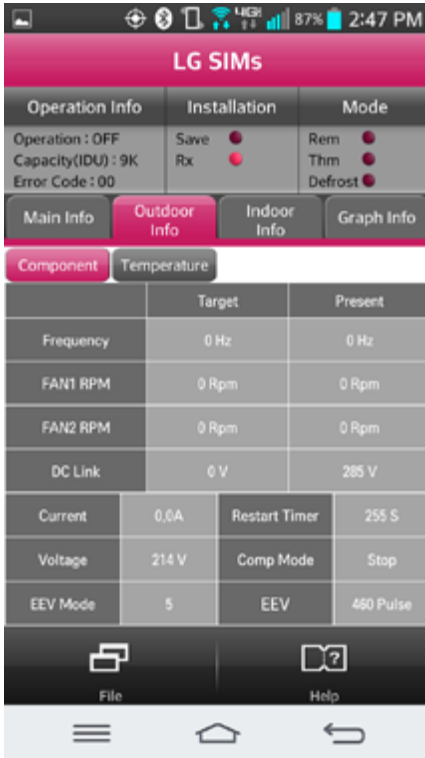 4G 87% 2:47 PM
LG SIMs
Operation Info Installation Mode
Operation : OFF Save Rem
Capacity(IDU) : 9K Rx Thm
Error Code : 00 Defrost
Main Info Outdoor Info Indoor Info Graph Info
Component Temperature
Target Present
Frequency 0 Hz 0 Hz
FAN1 RPM 0 Rpm 0 Rpm
FAN2 RPM 0 Rpm 0 Rpm
DC Link 0 V 285 V
Current 0,0A Restart Timer 255 S
Voltage 214 V Comp Mode Stop
EEV Mode 5 EEV 460 Pulse
File Help